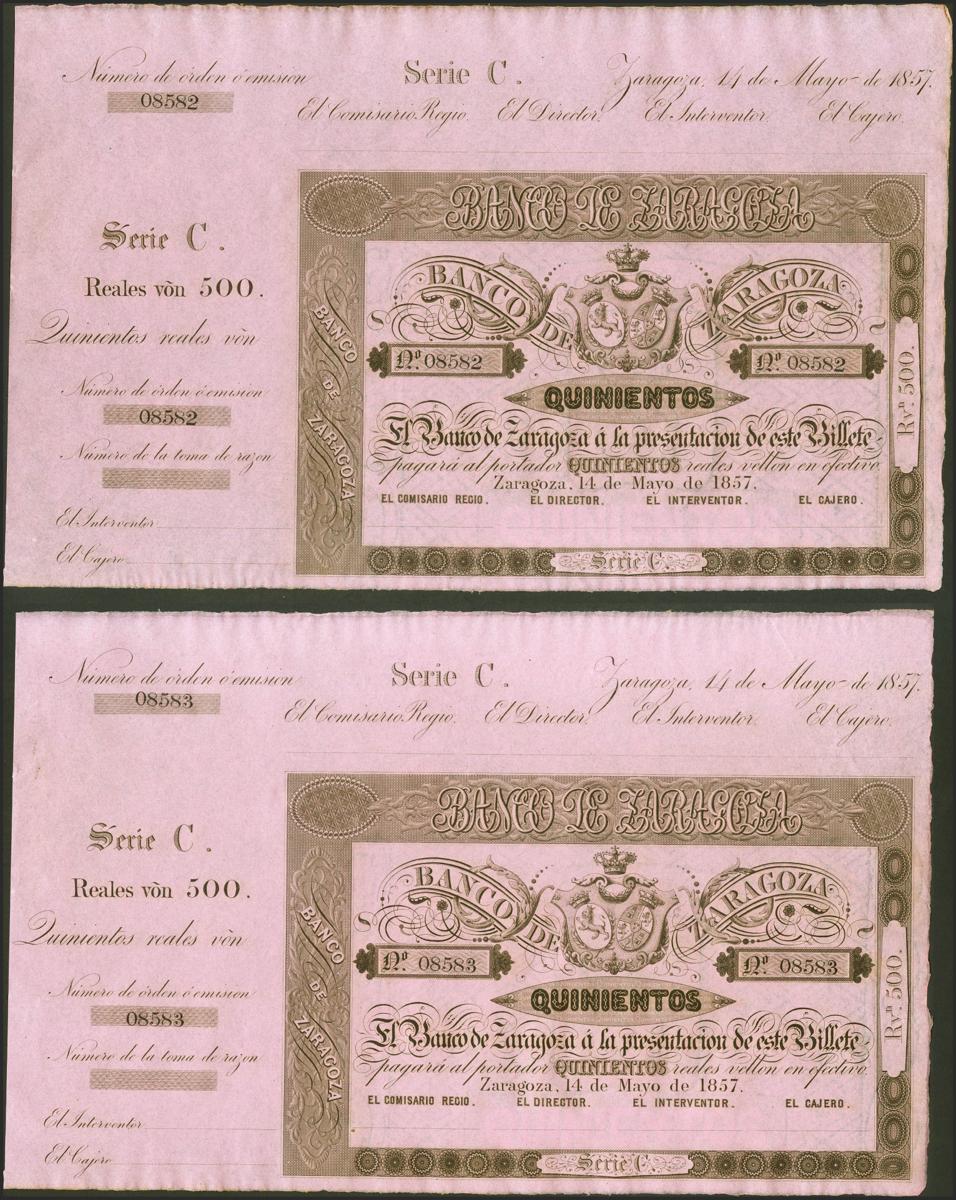 Número de órden ó emision Serie C. Zaragoza, 14 de Mayo de 1857.
08582
El Comisario Regio. El Director. El Interventor. El Cajero.
BANCO DE ZARAGOZA
Serie C.
Reales vòn 500.
Quinientos reales vòn
Número de órden ó emision
08582
Número de la toma de razon
El Interventor
El Cajero
BANCO DE ZARAGOZA
BANCO DE ZARAGOZA
Nº. 08582 Nº. 08582
QUINIENTOS
El Banco de Zaragoza á la presentacion de este Billete
pagará al portador QUINIENTOS reales vellon en efectivo.
Zaragoza, 14 de Mayo de 1857.
EL COMISARIO REGIO. EL DIRECTOR. EL INTERVENTOR. EL CAJERO.
Rvn. 500.
Serie C.
Número de órden ó emision Serie C. Zaragoza, 14 de Mayo de 1857.
08583
El Comisario Regio. El Director. El Interventor. El Cajero.
BANCO DE ZARAGOZA
Serie C.
Reales vòn 500.
Quinientos reales vòn
Número de órden ó emision
08583
Número de la toma de razon
El Interventor
El Cajero
BANCO DE ZARAGOZA
BANCO DE ZARAGOZA
Nº. 08583 Nº. 08583
QUINIENTOS
El Banco de Zaragoza á la presentacion de este Billete
pagará al portador QUINIENTOS reales vellon en efectivo.
Zaragoza, 14 de Mayo de 1857.
EL COMISARIO REGIO. EL DIRECTOR. EL INTERVENTOR. EL CAJERO.
Rvn. 500.
Serie C.